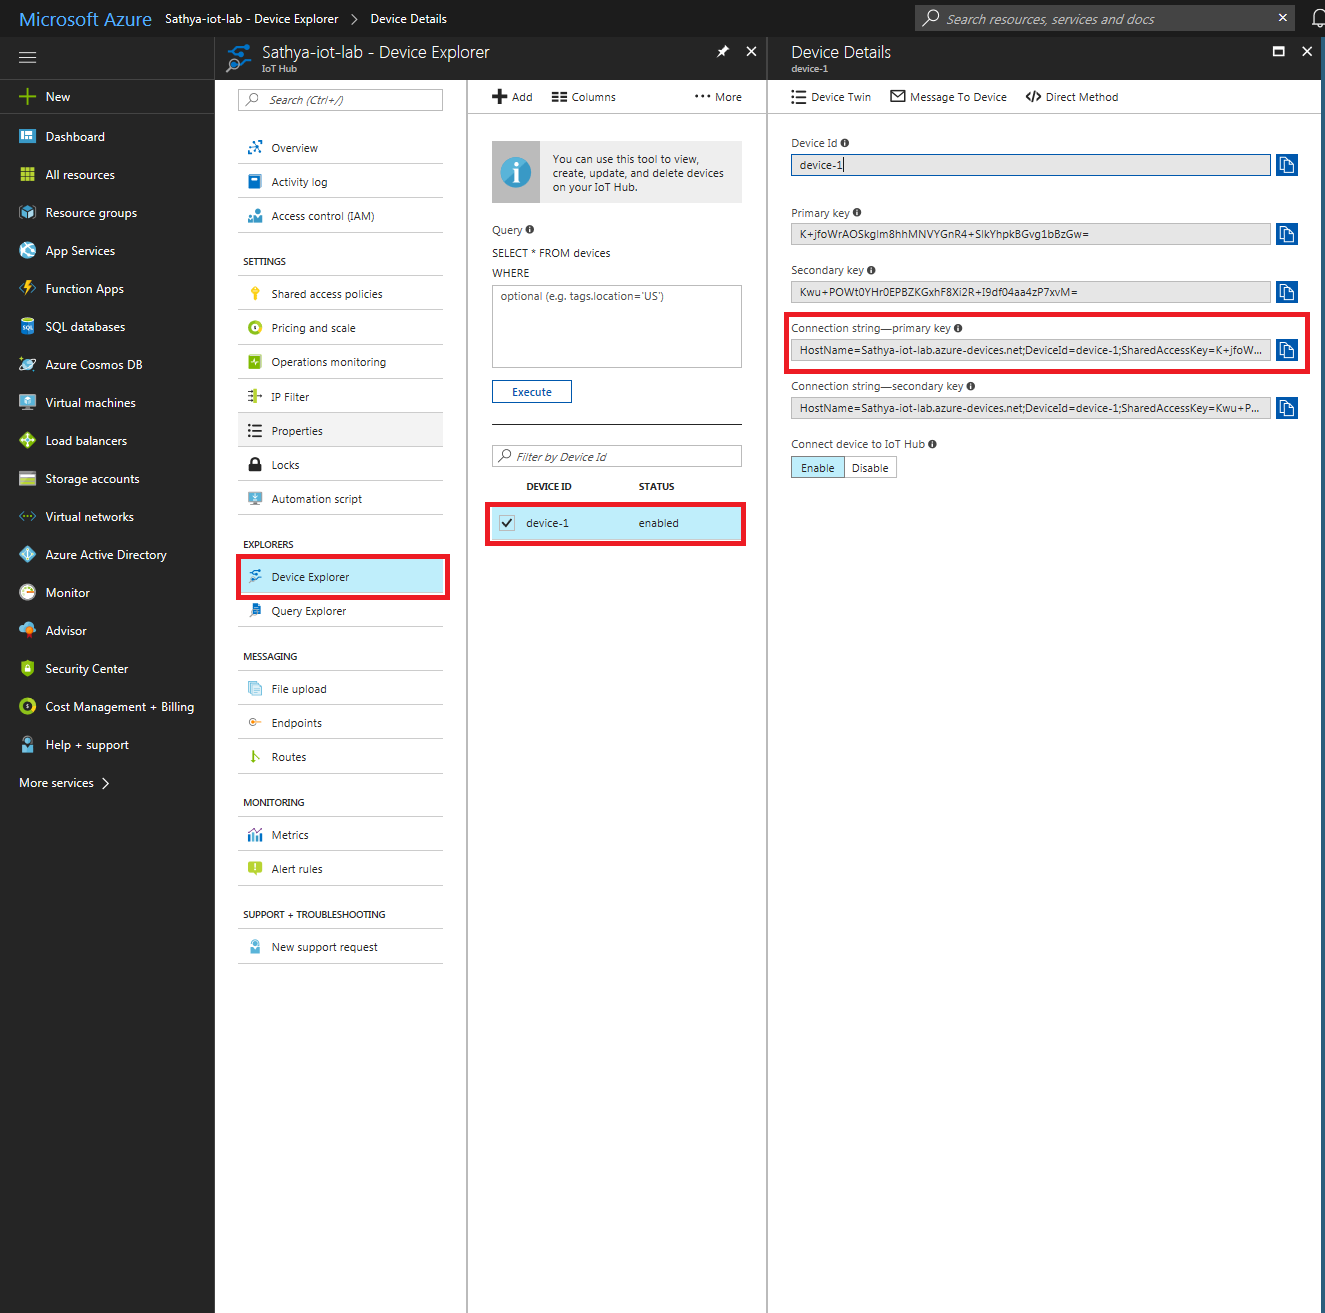 Microsoft Azure
Sathya-iot-lab - Device Explorer > Device Details
Search resources, services and docs
New
Dashboard
All resources
Resource groups
App Services
Function Apps
SQL databases
Azure Cosmos DB
Virtual machines
Load balancers
Storage accounts
Virtual networks
Azure Active Directory
Monitor
Advisor
Security Center
Cost Management + Billing
Help + support
More services
Sathya-iot-lab - Device Explorer
IoT Hub
Search (Ctrl+/)
Overview
Activity log
Access control (IAM)
SETTINGS
Shared access policies
Pricing and scale
Operations monitoring
IP Filter
Properties
Locks
Automation script
EXPLORERS
Device Explorer
Query Explorer
MESSAGING
File upload
Endpoints
Routes
MONITORING
Metrics
Alert rules
SUPPORT + TROUBLESHOOTING
New support request
Add
Columns
More
You can use this tool to view,
create, update, and delete devices
on your IoT Hub.
Query
SELECT * FROM devices
WHERE
optional (e.g. tags.location='US')
Execute
Filter by Device Id
DEVICE ID STATUS
device-1 enabled
Device Details
device-1
Device Twin
Message To Device
Direct Method
Device Id
device-1
Primary key
K+jfoWrAOSkglm8hhMNVYGnR4+SlkYhpkBGvg1bBzGw=
Secondary key
Kwu+POWt0YHr0EPBZKGxhF8Xi2R+I9df04aa4zP7xvM=
Connection string—primary key
HostName=Sathya-iot-lab.azure-devices.net;DeviceId=device-1;SharedAccessKey=K+jfoW...
Connection string—secondary key
HostName=Sathya-iot-lab.azure-devices.net;DeviceId=device-1;SharedAccessKey=Kwu+P...
Connect device to IoT Hub
Enable Disable